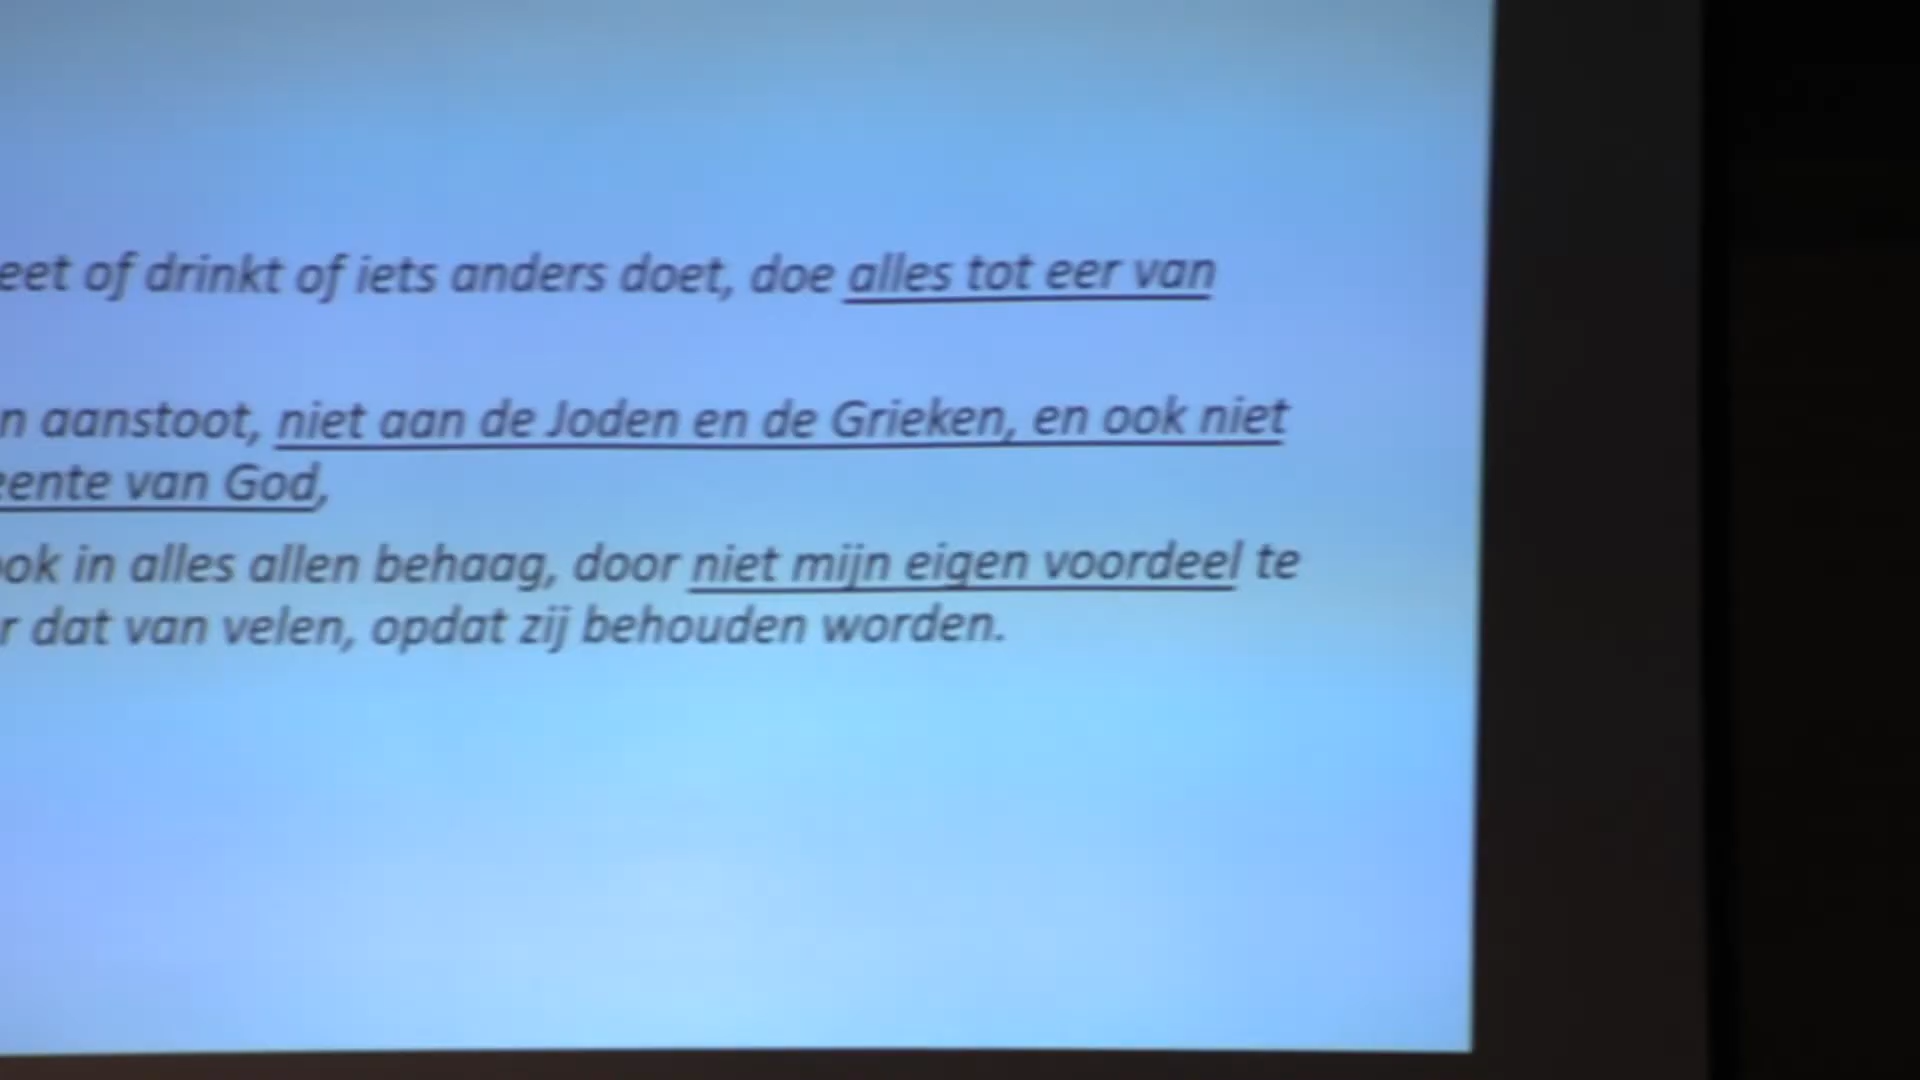 eet of drinkt of iets anders doet, doe alles tot eer van
n aanstoot, niet aan de Joden en de Grieken, en ook niet
eente van God,
ook in alles allen behaag, door niet mijn eigen voordeel te
r dat van velen, opdat zij behouden worden.